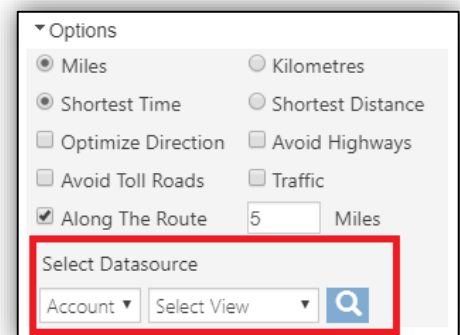 Options
Miles Kilometres
Shortest Time Shortest Distance
Optimize Direction Avoid Highways
Avoid Toll Roads Traffic
Along The Route 5 Miles
Select Datasource
Account Select View